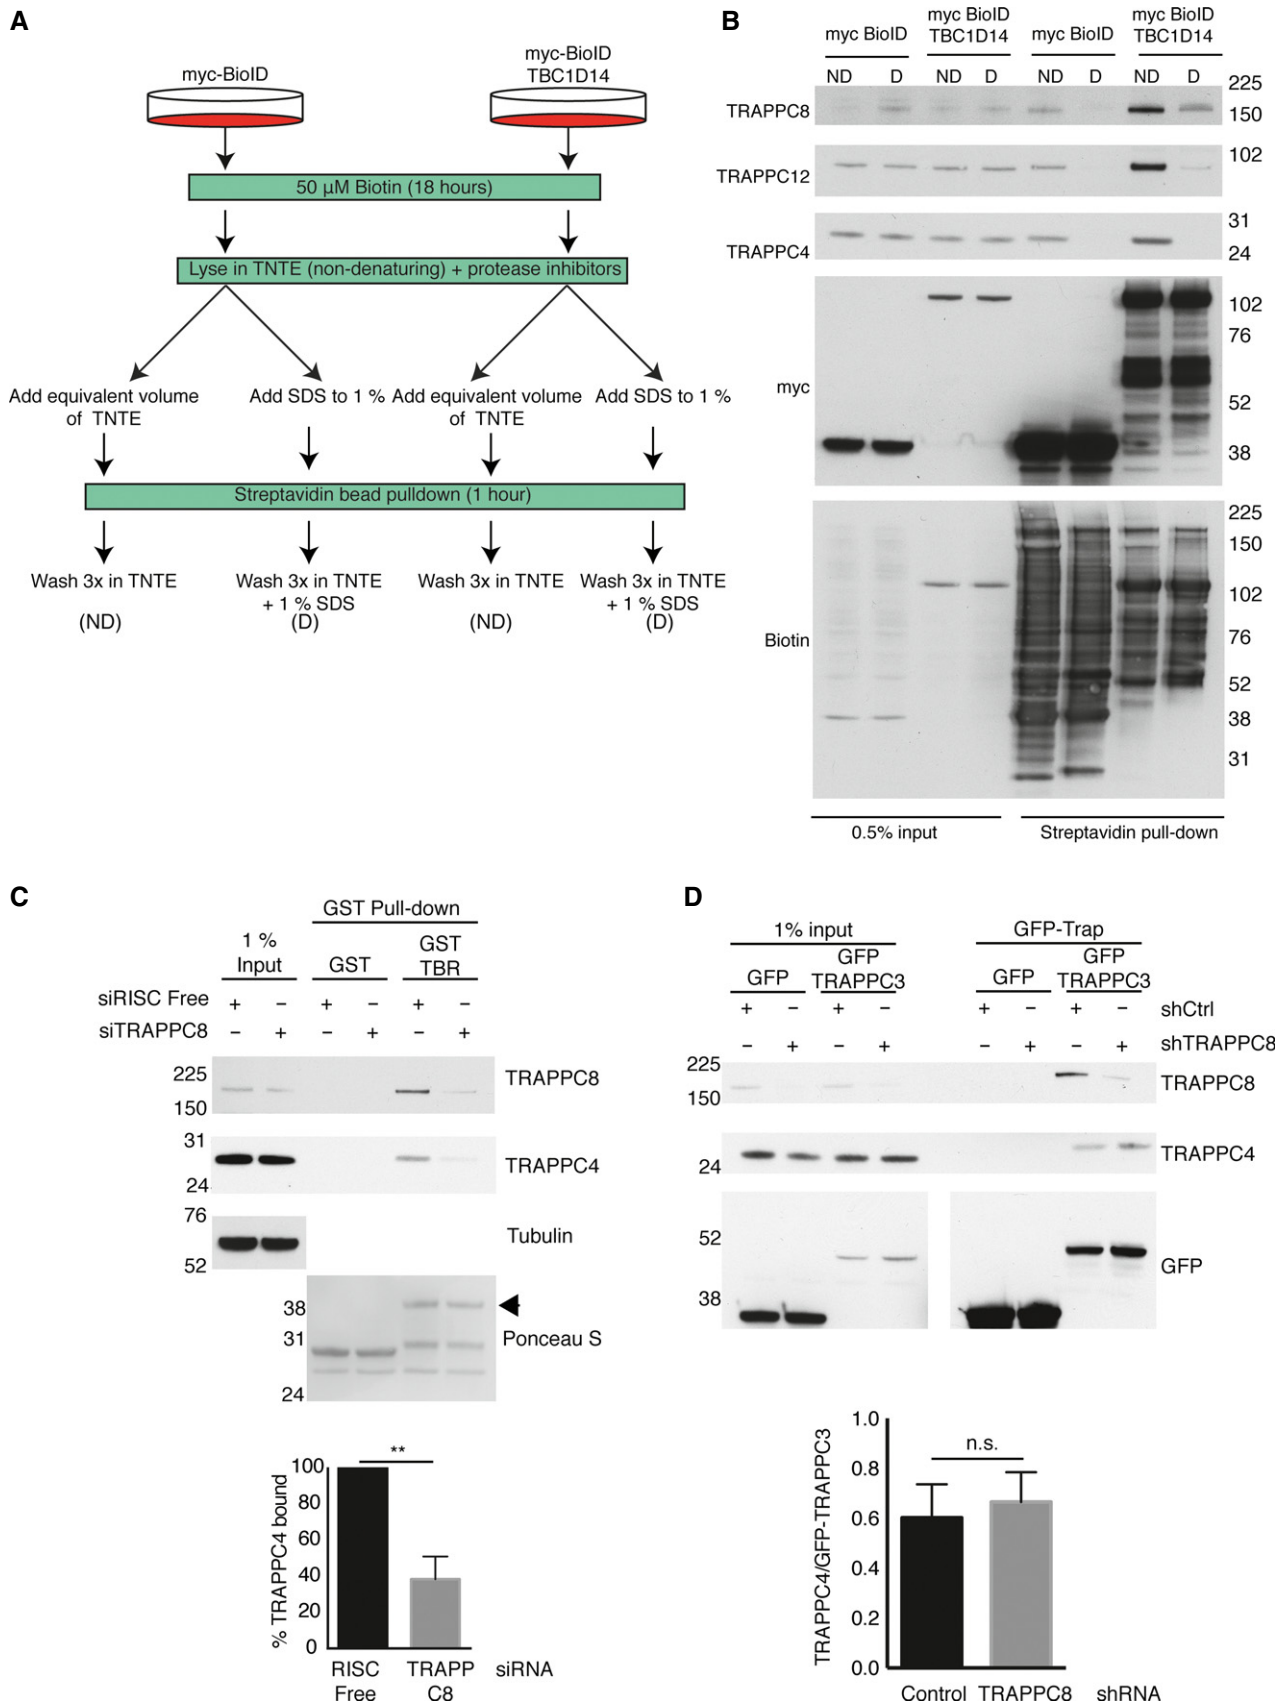 A
myc-BioID
myc-BioID
TBC1D14
50 µM Biotin (18 hours)
Lyse in TNTE (non-denaturing) + protease inhibitors
Add equivalent volume
of TNTE
Add SDS to 1 %
Add equivalent volume
of TNTE
Add SDS to 1 %
Streptavidin bead pulldown (1 hour)
Wash 3x in TNTE
(ND)
Wash 3x in TNTE
+ 1 % SDS
(D)
Wash 3x in TNTE
(ND)
Wash 3x in TNTE
+ 1 % SDS
(D)
B
myc BioID
myc BioID
TBC1D14
myc BioID
myc BioID
TBC1D14
ND D ND D ND D ND D
TRAPPC8
225
150
TRAPPC12
102
TRAPPC4
31
24
myc
102
76
52
38
Biotin
225
150
102
76
52
38
31
0.5% input
Streptavidin pull-down
C
GST Pull-down
1 %
Input
GST
GST
TBR
siRISC Free + − + − + −
siTRAPPC8 − + − + − +
225
150
TRAPPC8
31
24
TRAPPC4
76
52
Tubulin
38
31
24
Ponceau S
% TRAPPC4 bound
100
80
60
40
20
0
**
RISC
Free
TRAPP
C8
siRNA
D
1% input
GFP-Trap
GFP
GFP
TRAPPC3
GFP
GFP
TRAPPC3
+ − + − + − + − shCtrl
− + − + − + − + shTRAPPC8
225
150
TRAPPC8
24
TRAPPC4
52
38
GFP
TRAPPC4/GFP-TRAPPC3
1.0
0.8
0.6
0.4
0.2
0.0
n.s.
Control
TRAPPC8
shRNA